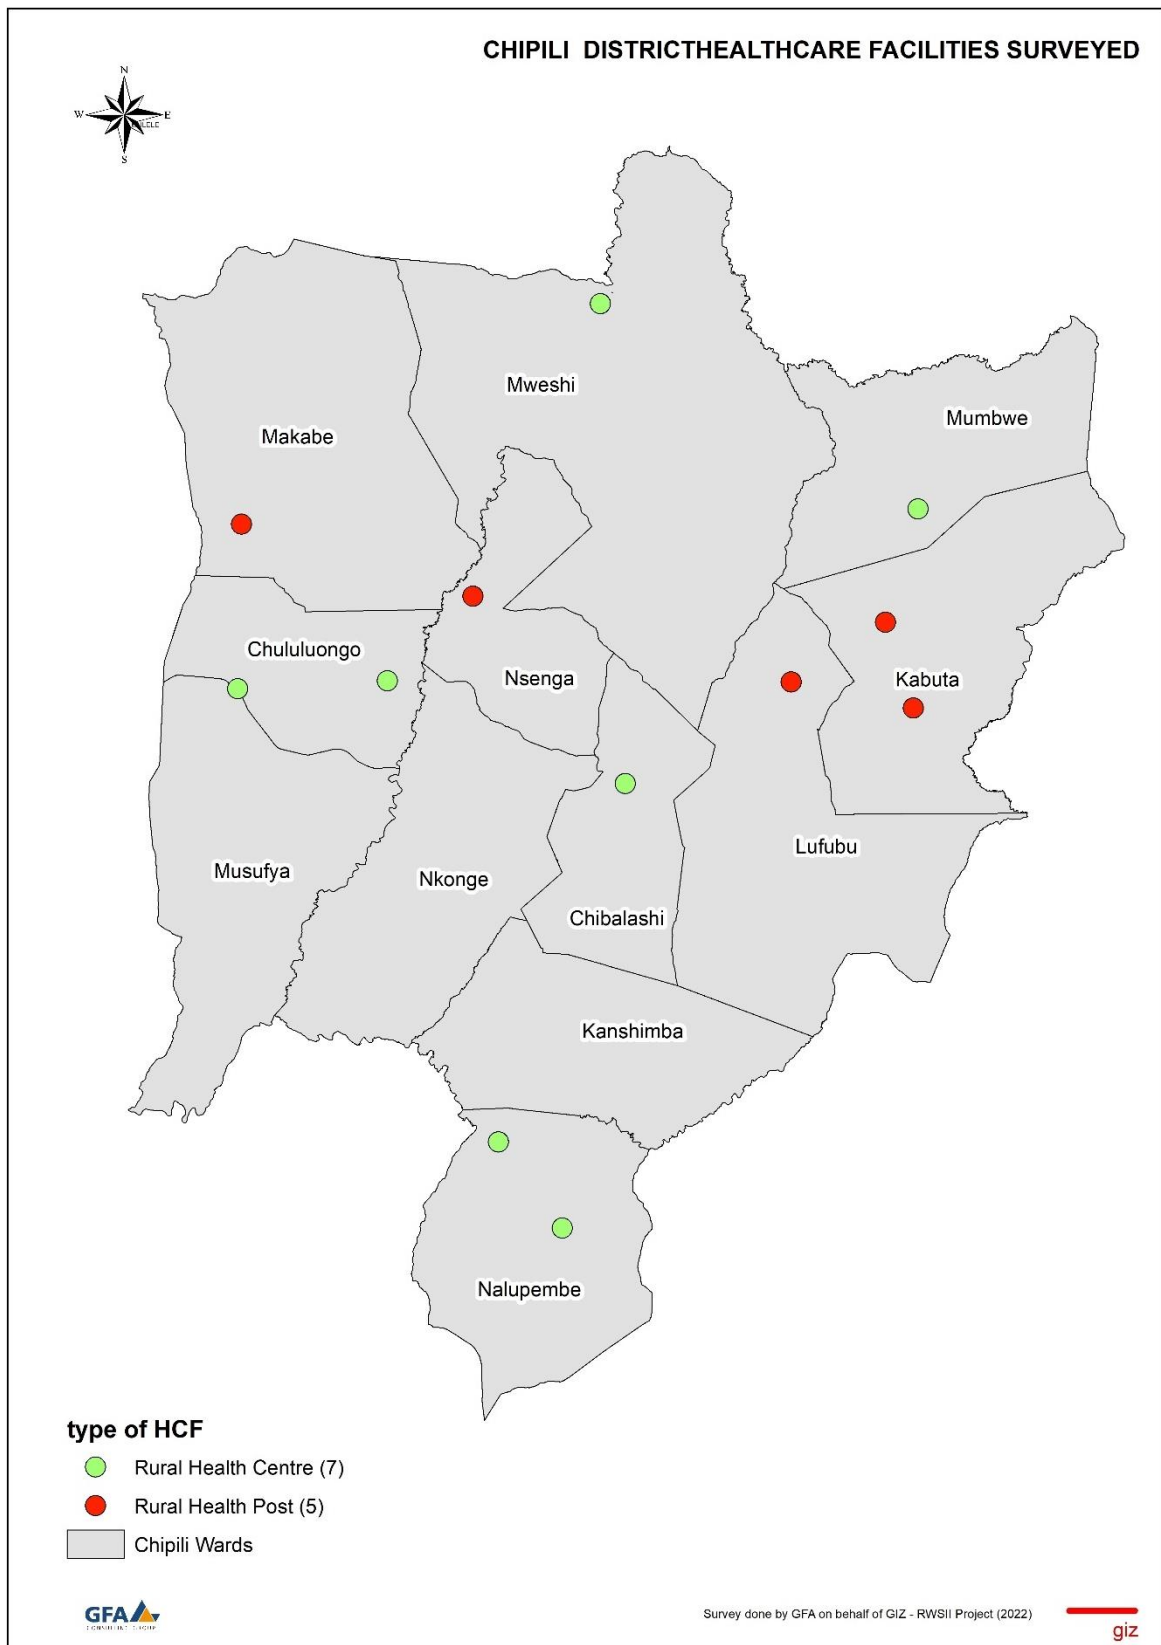 CHIPILI  DISTRICTHEALTHCARE FACILITIES SURVEYED
N
W
E
S
Mweshi
Mumbwe
Makabe
Chululuongo
Nsenga
Kabuta
Lufubu
Musufya
Nkonge
Chibalashi
Kanshimba
Nalupembe
type of HCF
Rural Health Centre (7)
Rural Health Post (5)
Chipili Wards
GFA
CONSULTING GROUP
Survey done by GFA on behalf of GIZ - RWSII Project (2022)
giz